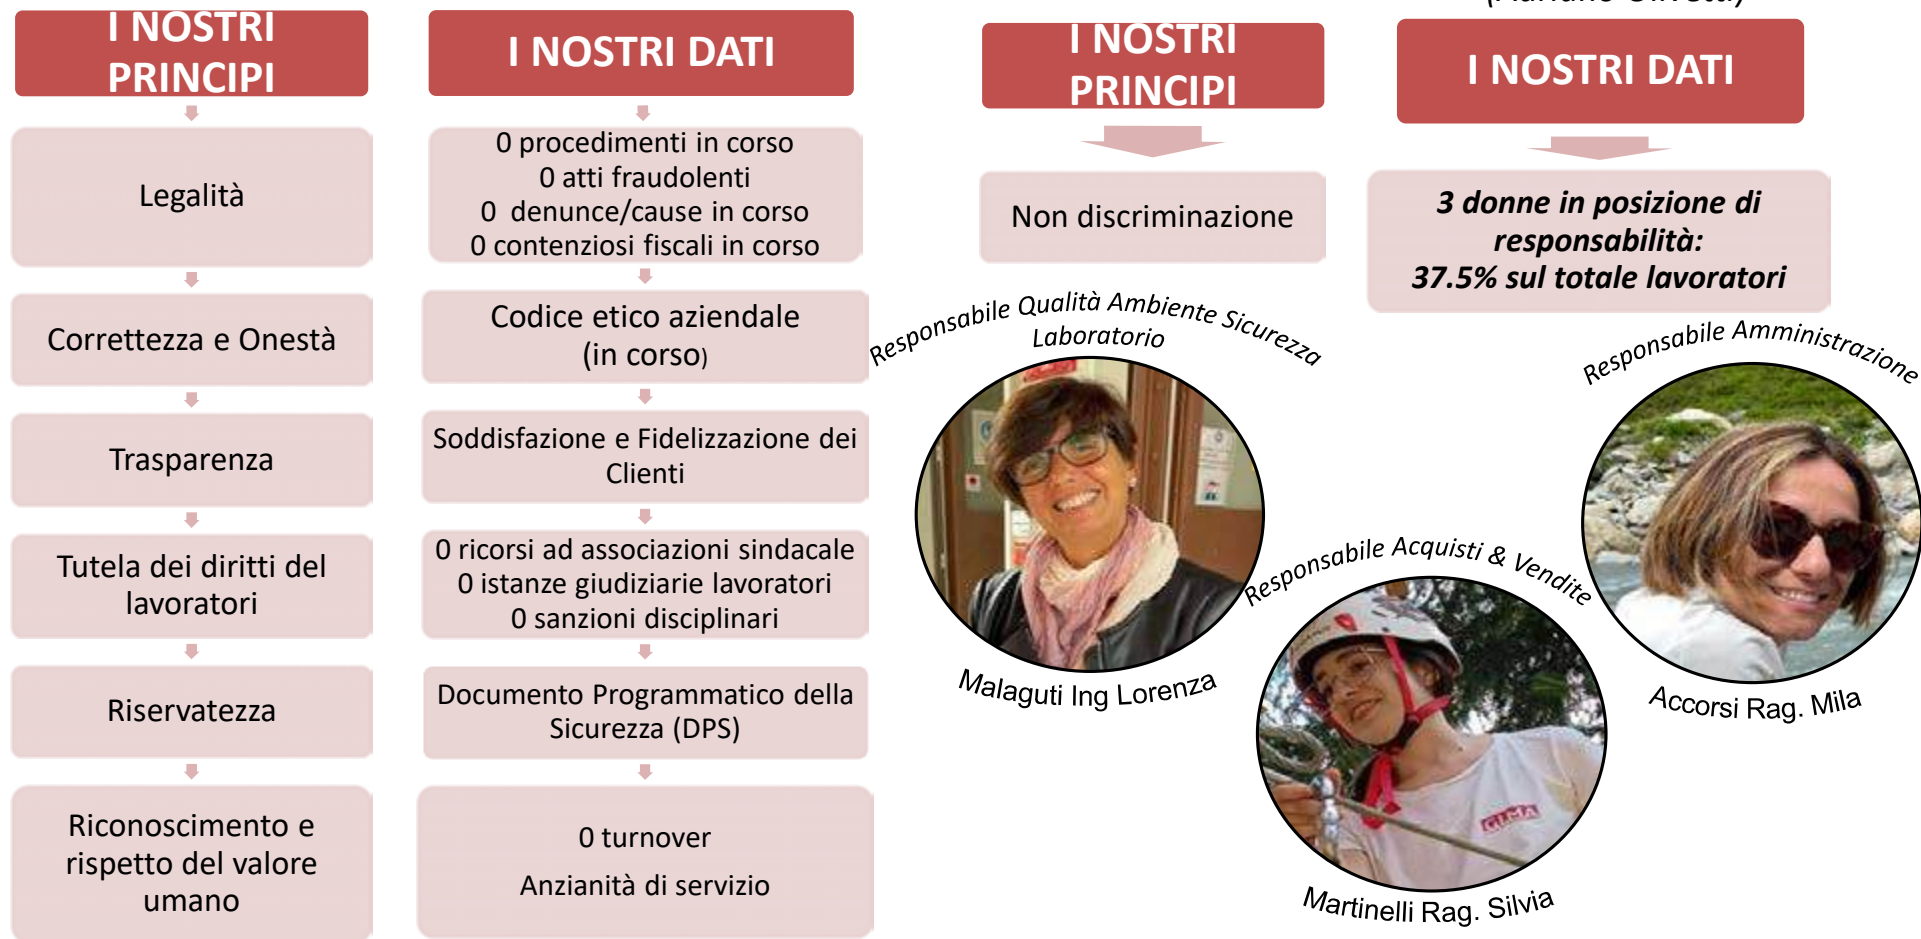 (Adriano Olivetti)
I NOSTRI
PRINCIPI
I NOSTRI DATI
Legalità
0 procedimenti in corso
0 atti fraudolenti
0 denunce/cause in corso
0 contenziosi fiscali in corso
Correttezza e Onestà
Codice etico aziendale
(in corso)
Trasparenza
Soddisfazione e Fidelizzazione dei
Clienti
Tutela dei diritti del
lavoratori
0 ricorsi ad associazioni sindacale
0 istanze giudiziarie lavoratori
0 sanzioni disciplinari
Riservatezza
Documento Programmatico della
Sicurezza (DPS)
Riconoscimento e
rispetto del valore
umano
0 turnover
Anzianità di servizio
I NOSTRI
PRINCIPI
I NOSTRI DATI
Non discriminazione
3 donne in posizione di
responsabilità:
37.5% sul totale lavoratori
Responsabile Qualità Ambiente Sicurezza
Laboratorio
Malaguti Ing Lorenza
Responsabile Acquisti & Vendite
GIMA
Martinelli Rag. Silvia
Responsabile Amministrazione
Accorsi Rag. Mila